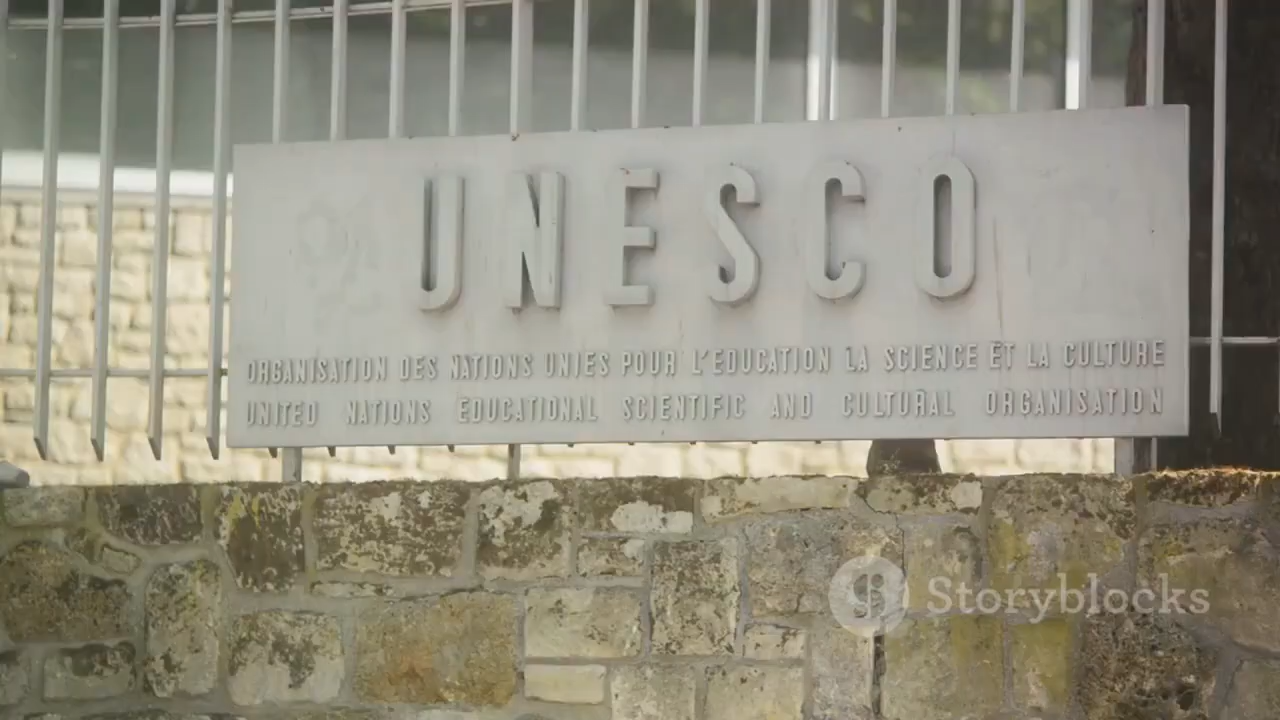 UNESCO
ORGANISATION DES NATIONS UNIES POUR L'EDUCATION LA SCIENCE ET LA CULTURE
UNITED NATIONS EDUCATIONAL SCIENTIFIC AND CULTURAL ORGANISATION
Storyblocks